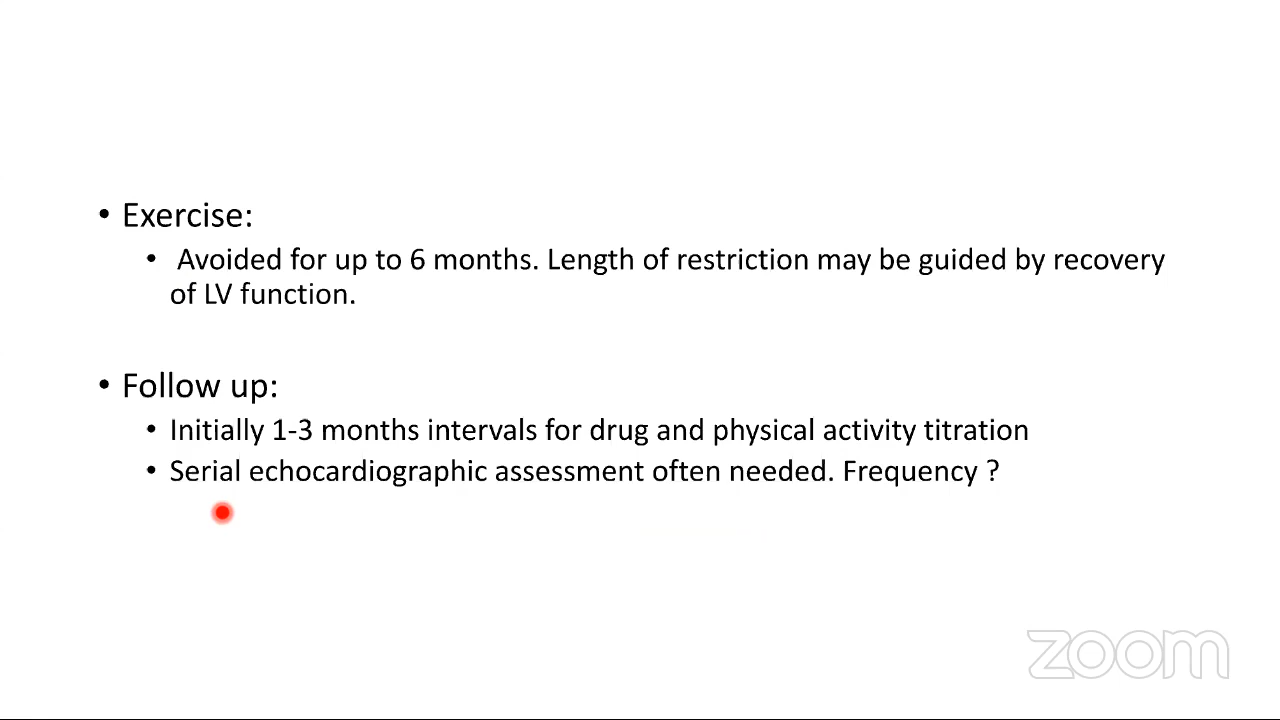 • Exercise:
• Avoided for up to 6 months. Length of restriction may be guided by recovery
of LV function.
• Follow up:
• Initially 1-3 months intervals for drug and physical activity titration
• Serial echocardiographic assessment often needed. Frequency ?
zoom